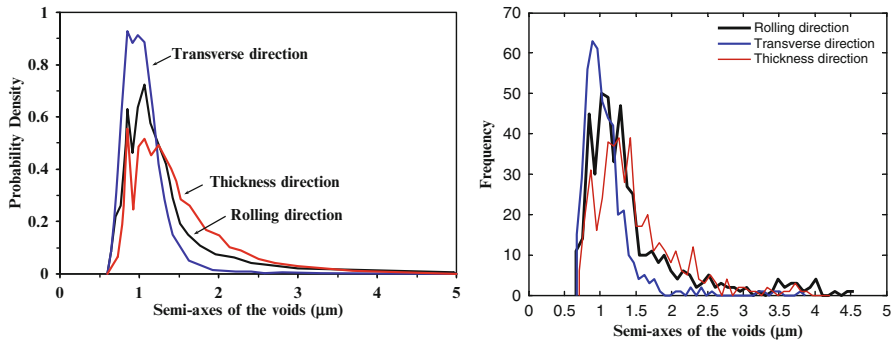 1
0.8
0.6
0.4
0.2
0
Probability Density
Transverse direction
Thickness direction
Rolling direction
0 1 2 3 4 5
Semi-axes of the voids (μm)
70
60
50
40
30
20
10
0
Frequency
Rolling direction
Transverse direction
Thickness direction
0 0.5 1 1.5 2 2.5 3 3.5 4 4.5 5
Semi-axes of the voids (μm)